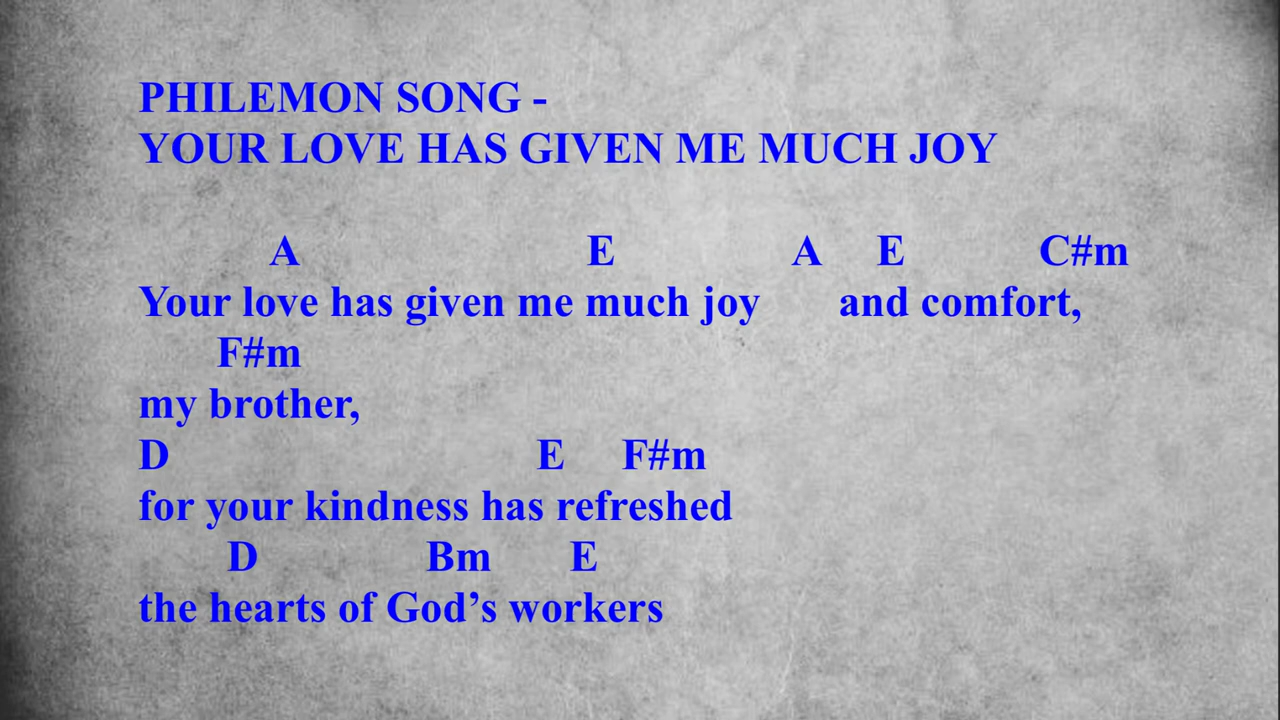 PHILEMON SONG -
YOUR LOVE HAS GIVEN ME MUCH JOY
A E A E C#m
Your love has given me much joy and comfort,
F#m
my brother,
D E F#m
for your kindness has refreshed
D Bm E
the hearts of God’s workers